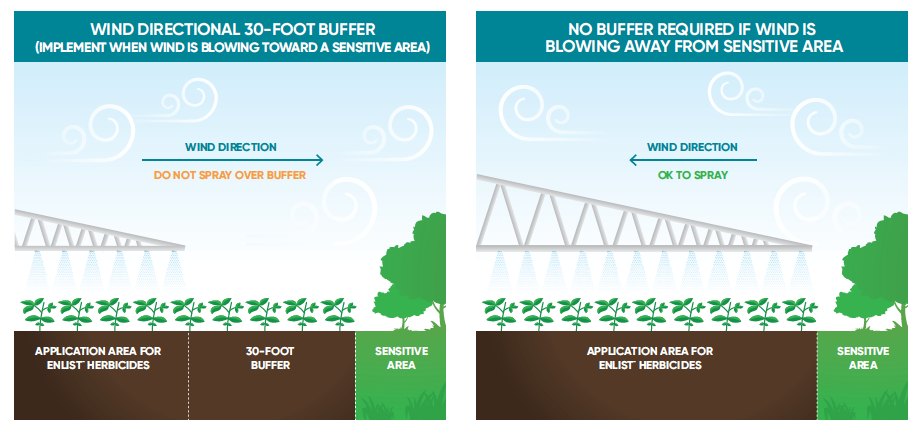 WIND DIRECTIONAL 30-FOOT BUFFER
(IMPLEMENT WHEN WIND IS BLOWING TOWARD A SENSITIVE AREA)
WIND DIRECTION
DO NOT SPRAY OVER BUFFER
APPLICATION AREA FOR
ENLIST™ HERBICIDES
30-FOOT
BUFFER
SENSITIVE
AREA
NO BUFFER REQUIRED IF WIND IS
BLOWING AWAY FROM SENSITIVE AREA
WIND DIRECTION
OK TO SPRAY
APPLICATION AREA FOR
ENLIST™ HERBICIDES
SENSITIVE
AREA